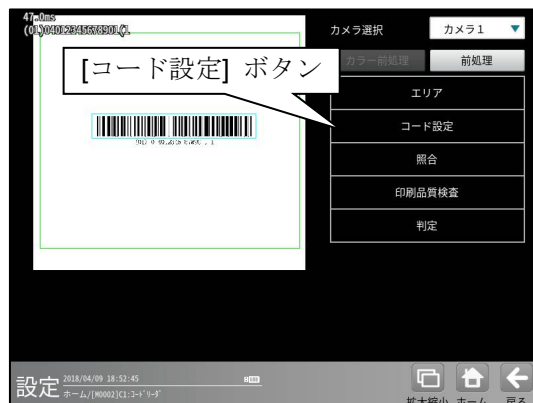 47.0ms
(01)04012345678901(1
カメラ選択
カメラ1
カラー前処理
前処理
[コード設定] ボタン
エリア
コード設定
照合
印刷品質検査
判定
設定
2018/04/09 18:52:45
ホーム/[M0002]C1:コードリーダ
拡大縮小
ホーム
戻る